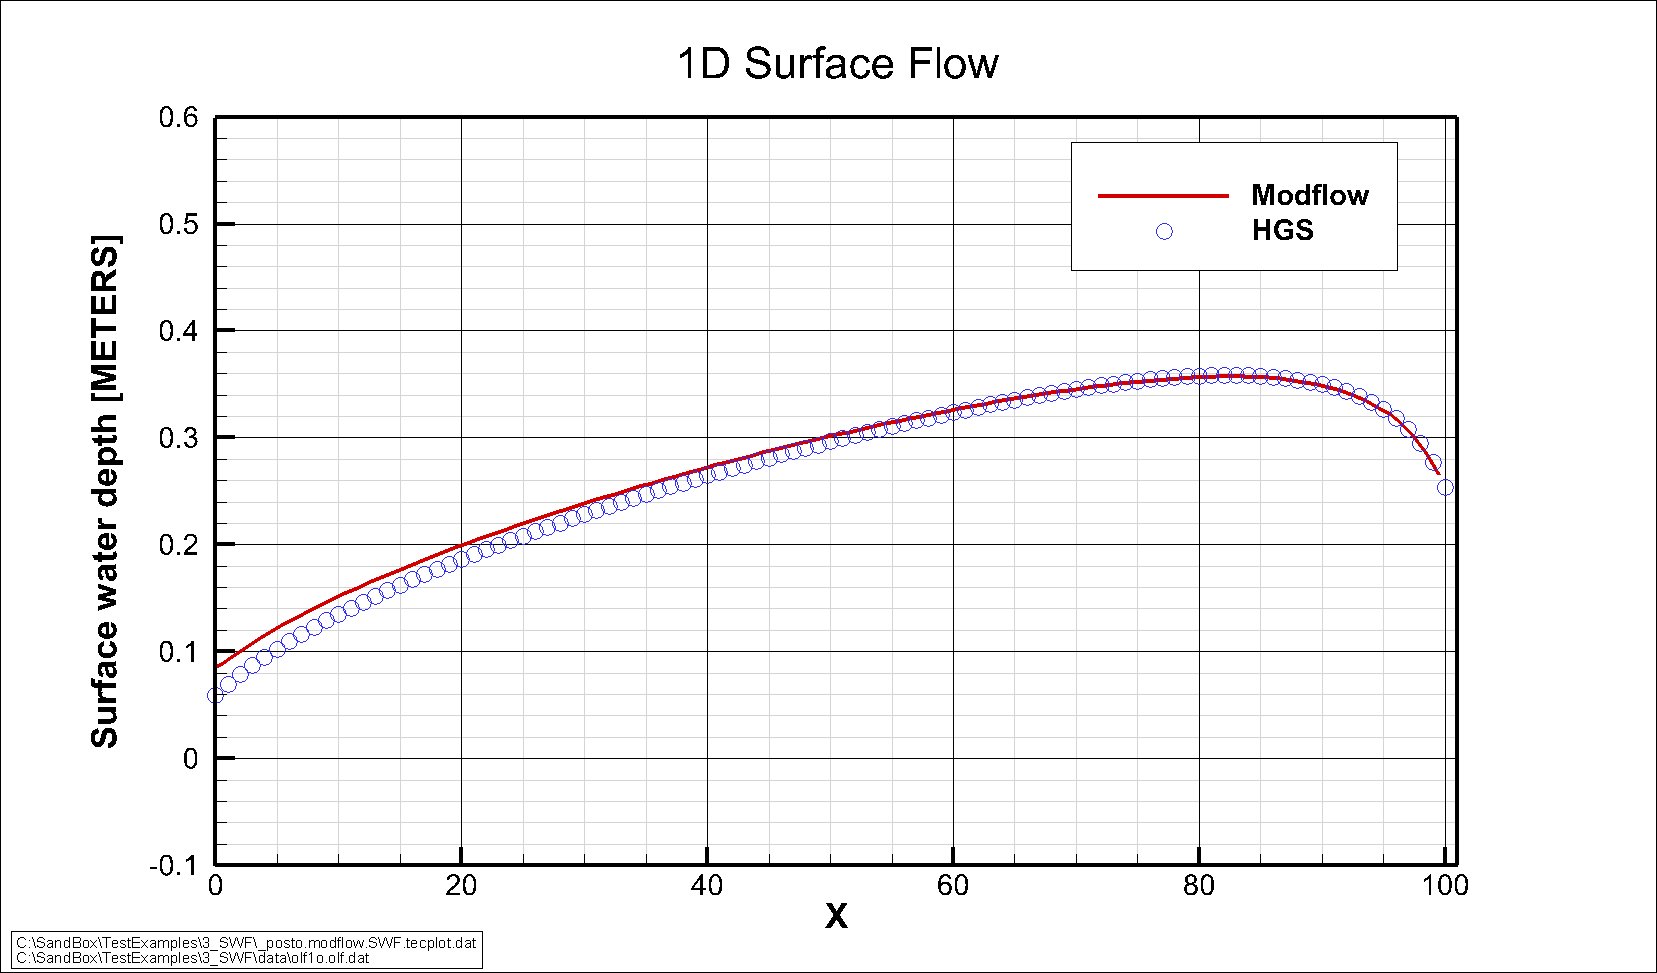 1D Surface Flow
0.6
0.5
0.4
0.3
0.2
0.1
0
-0.1
Surface water depth [METERS]
Modflow
HGS
0 20 40 60 80 100
X
C:\SandBox\TestExamples\3_SWF\_posto.modflow.SWF.tecplot.dat
C:\SandBox\TestExamples\3_SWF\data\olf1o.olf.dat